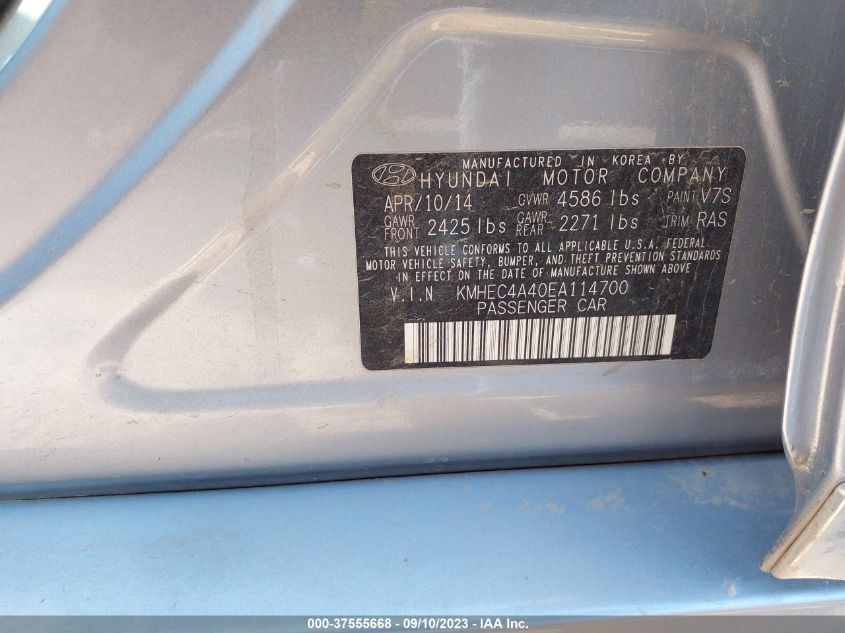 MANUFACTURED IN KOREA BY
HYUNDAI MOTOR COMPANY
APR/10/14 GVWR 4586 lbs PAINT V7S
GAWR FRONT 2425 lbs GAWR REAR 2271 lbs TRIM RAS
THIS VEHICLE CONFORMS TO ALL APPLICABLE U.S.A. FEDERAL
MOTOR VEHICLE SAFETY, BUMPER, AND THEFT PREVENTION STANDARDS
IN EFFECT ON THE DATE OF MANUFACTURE SHOWN ABOVE
V.I.N KMHEC4A40EA114700
PASSENGER CAR
000-37555668 - 09/10/2023 - IAA Inc.